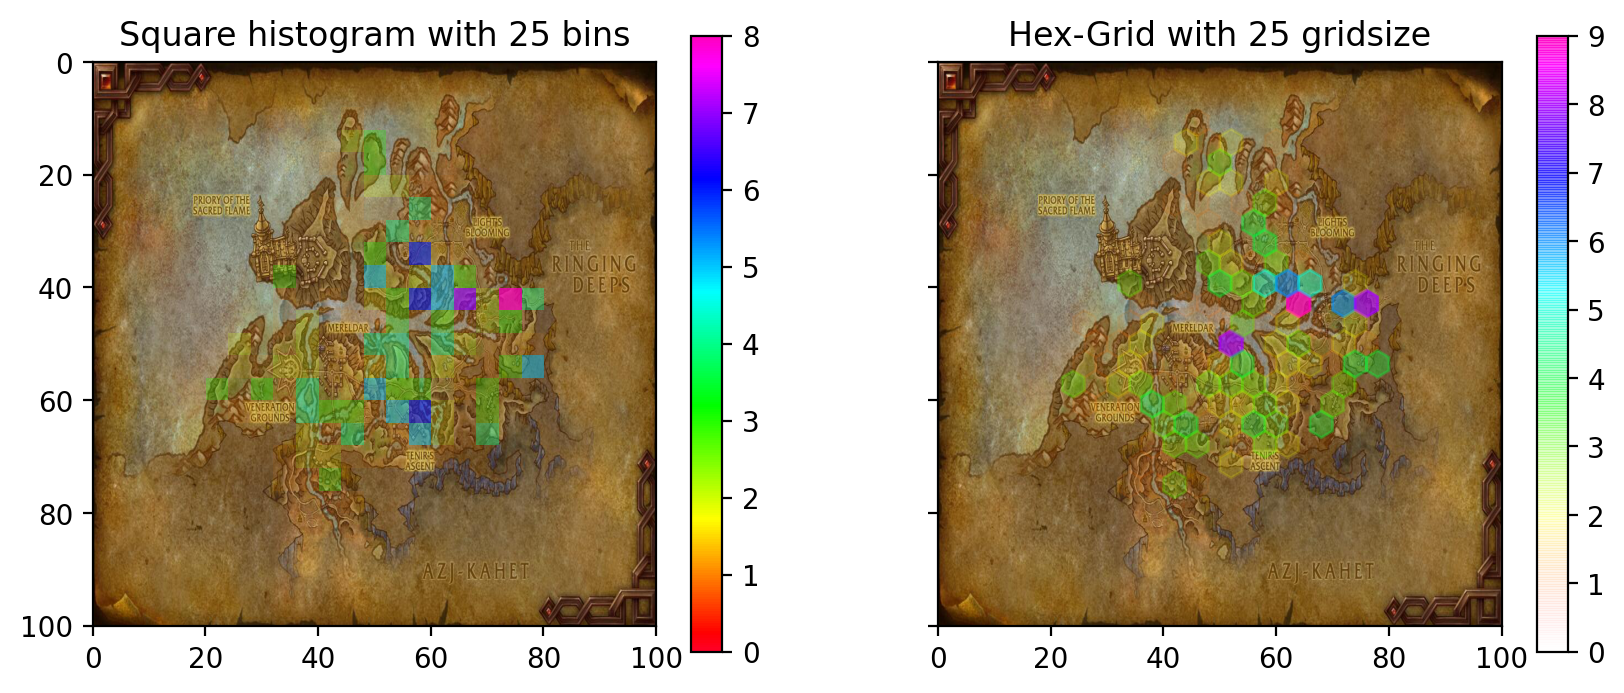 Square histogram with 25 bins
0
20
40
60
80
100
0
20
40
60
80
100
PRIORY OF THE
SACRED FLAME
LIGHT'S
BLOOMING
THE
RINGING
DEEPS
MERELDAR
VENERATION
GROUNDS
TENIR'S
ASCENT
AZJ-KAHET
8
7
6
5
4
3
2
1
0
Hex-Grid with 25 gridsize
0
20
40
60
80
100
PRIORY OF THE
SACRED FLAME
LIGHT'S
BLOOMING
THE
RINGING
DEEPS
MERELDAR
VENERATION
GROUNDS
TENIR'S
ASCENT
AZJ-KAHET
9
8
7
6
5
4
3
2
1
0